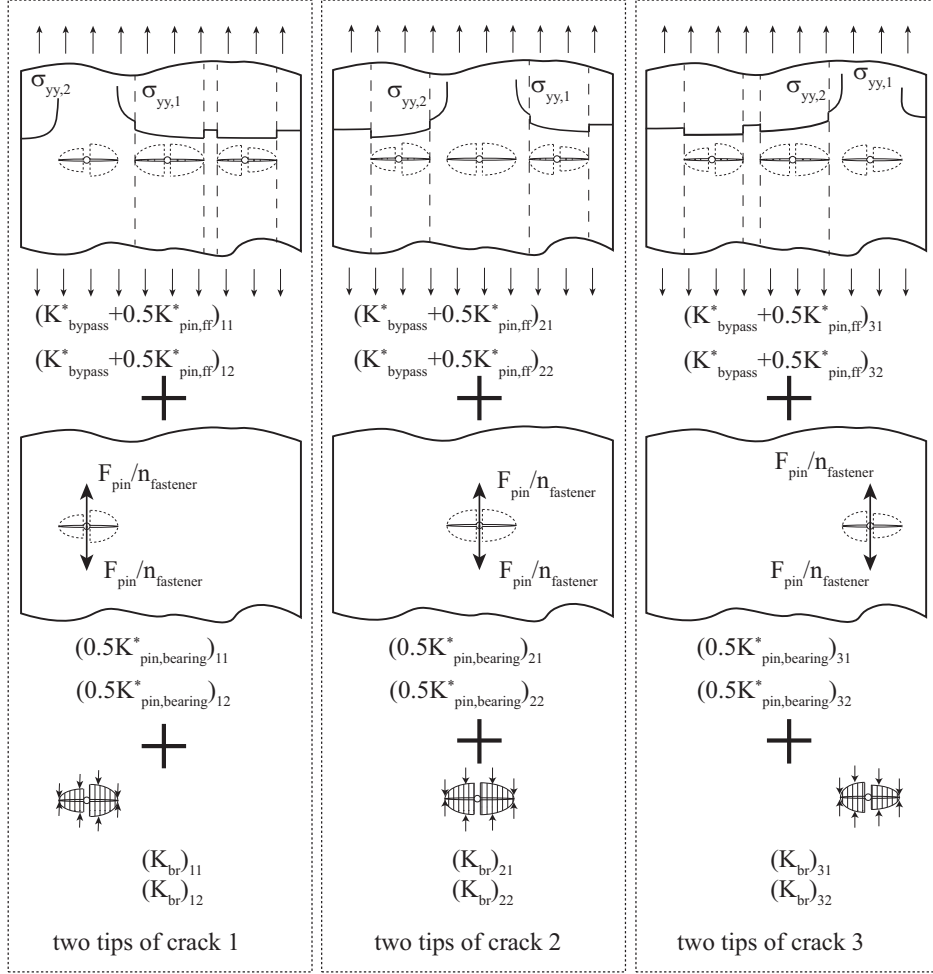 σyy,2 σyy,1
(K*bypass+0.5K*pin,ff)11
(K*bypass+0.5K*pin,ff)12
+
Fpin/nfastener
Fpin/nfastener
(0.5K*pin,bearing)11
(0.5K*pin,bearing)12
+
(Kbr)11
(Kbr)12
two tips of crack 1
σyy,2 σyy,1
(K*bypass+0.5K*pin,ff)21
(K*bypass+0.5K*pin,ff)22
+
Fpin/nfastener
Fpin/nfastener
(0.5K*pin,bearing)21
(0.5K*pin,bearing)22
+
(Kbr)21
(Kbr)22
two tips of crack 2
σyy,2 σyy,1
(K*bypass+0.5K*pin,ff)31
(K*bypass+0.5K*pin,ff)32
+
Fpin/nfastener
Fpin/nfastener
(0.5K*pin,bearing)31
(0.5K*pin,bearing)32
+
(Kbr)31
(Kbr)32
two tips of crack 3